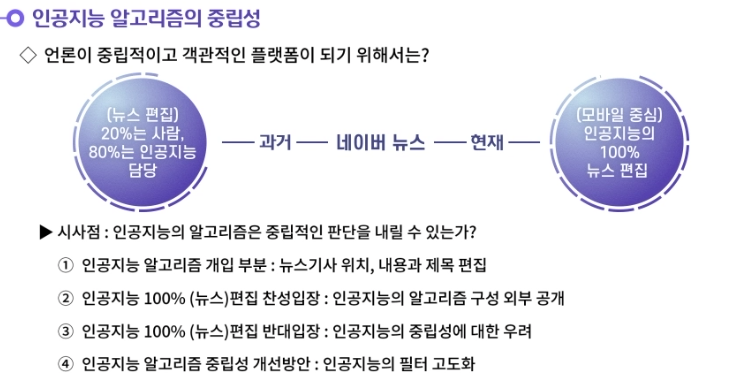 인공지능 알고리즘의 중립성
◇ 언론이 중립적이고 객관적인 플랫폼이 되기 위해서는?
(뉴스 편집)
20%는 사람,
80%는 인공지능
담당
과거
네이버 뉴스
현재
(모바일 중심)
인공지능의
100%
뉴스 편집
▶ 시사점 : 인공지능의 알고리즘은 중립적인 판단을 내릴 수 있는가?
① 인공지능 알고리즘 개입 부분 : 뉴스기사 위치, 내용과 제목 편집
② 인공지능 100% (뉴스)편집 찬성입장 : 인공지능의 알고리즘 구성 외부 공개
③ 인공지능 100% (뉴스)편집 반대입장 : 인공지능의 중립성에 대한 우려
④ 인공지능 알고리즘 중립성 개선방안 : 인공지능의 필터 고도화